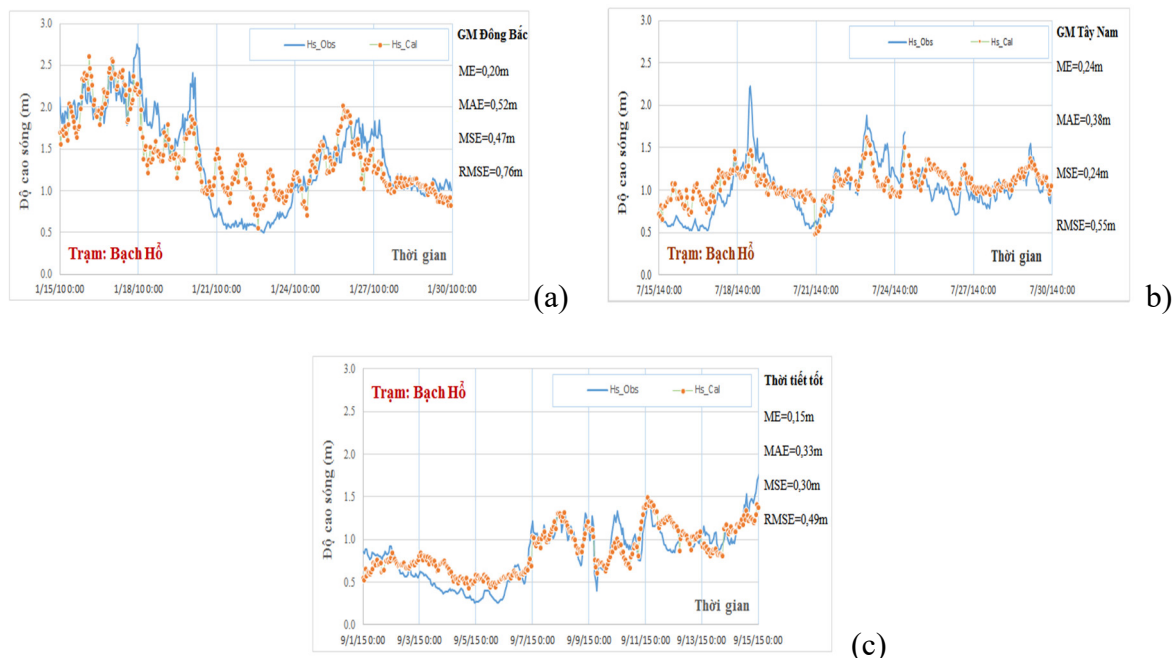 3.0
2.5
2.0
1.5
1.0
0.5
0.0
Độ cao sóng (m)
Hs_Obs
Hs_Cal
GM Đông Bắc
ME=0,20m
MAE=0,52m
MSE=0,47m
RMSE=0,76m
Trạm: Bạch Hổ
Thời gian
1/15/10 0:00
1/18/10 0:00
1/21/10 0:00
1/24/10 0:00
1/27/10 0:00
1/30/10 0:00
(a)
3.0
2.5
2.0
1.5
1.0
0.5
0.0
Độ cao sóng (m)
Hs_Obs
Hs_Cal
GM Tây Nam
ME=0,24m
MAE=0,38m
MSE=0,24m
RMSE=0,55m
Trạm: Bạch Hổ
Thời gian
7/15/14 0:00
7/18/14 0:00
7/21/14 0:00
7/24/14 0:00
7/27/14 0:00
7/30/14 0:00
b)
3.0
2.5
2.0
1.5
1.0
0.5
0.0
Độ cao sóng (m)
Trạm: Bạch Hổ
Hs_Obs
Hs_Cal
Thời tiết tốt
ME=0,15m
MAE=0,33m
MSE=0,30m
RMSE=0,49m
Thời gian
9/1/15 0:00
9/3/15 0:00
9/5/15 0:00
9/7/15 0:00
9/9/15 0:00
9/11/15 0:00
9/13/15 0:00
9/15/15 0:00
(c)